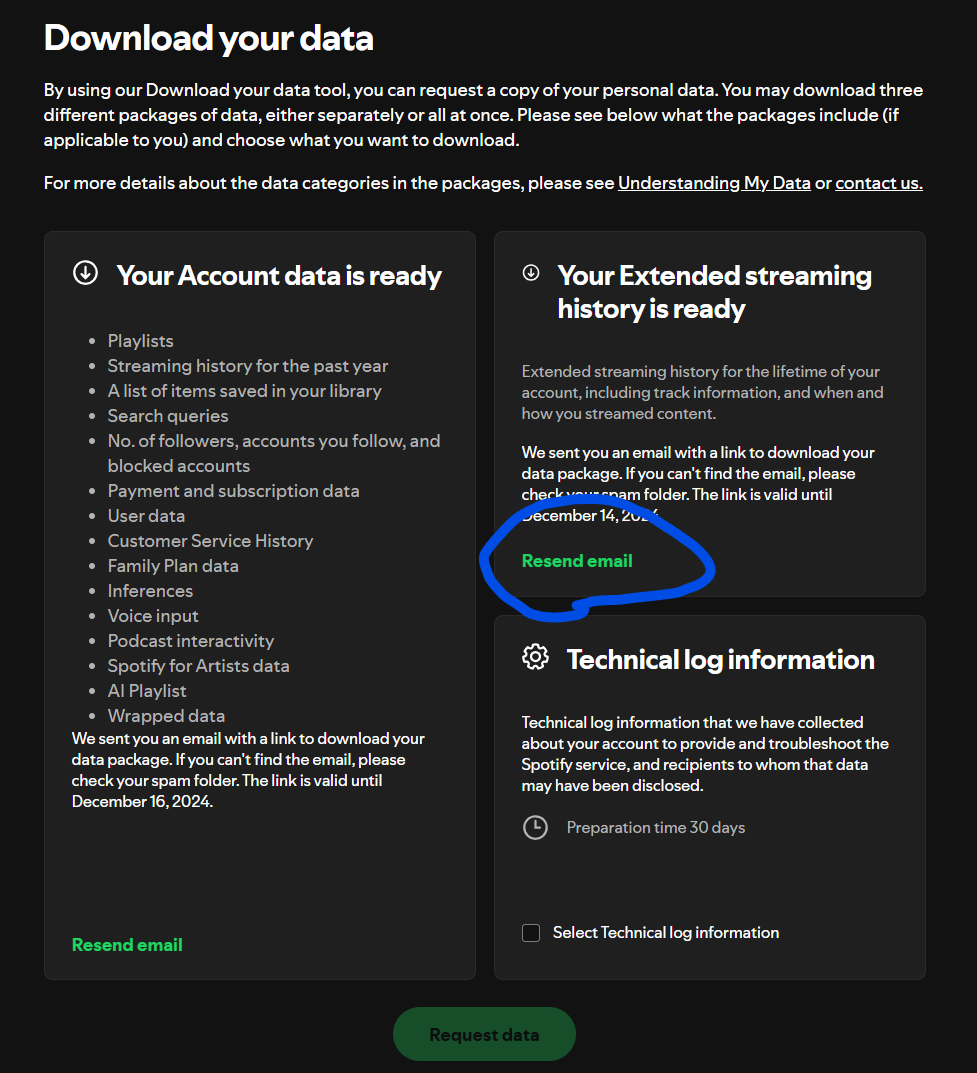 Download your data
By using our Download your data tool, you can request a copy of your personal data. You may download three
different packages of data, either separately or all at once. Please see below what the packages include (if
applicable to you) and choose what you want to download.
For more details about the data categories in the packages, please see Understanding My Data or contact us.
Your Account data is ready
Playlists
Streaming history for the past year
A list of items saved in your library
Search queries
No. of followers, accounts you follow, and
blocked accounts
Payment and subscription data
User data
Customer Service History
Family Plan data
Inferences
Voice input
Podcast interactivity
Spotify for Artists data
AI Playlist
Wrapped data
We sent you an email with a link to download your
data package. If you can't find the email, please
check your spam folder. The link is valid until
December 16, 2024.
Resend email
Your Extended streaming
history is ready
Extended streaming history for the lifetime of your
account, including track information, and when and
how you streamed content.
We sent you an email with a link to download your
data package. If you can't find the email, please
check your spam folder. The link is valid until
December 14, 2024.
Resend email
Technical log information
Technical log information that we have collected
about your account to provide and troubleshoot the
Spotify service, and recipients to whom that data
may have been disclosed.
Preparation time 30 days
Select Technical log information
Request data